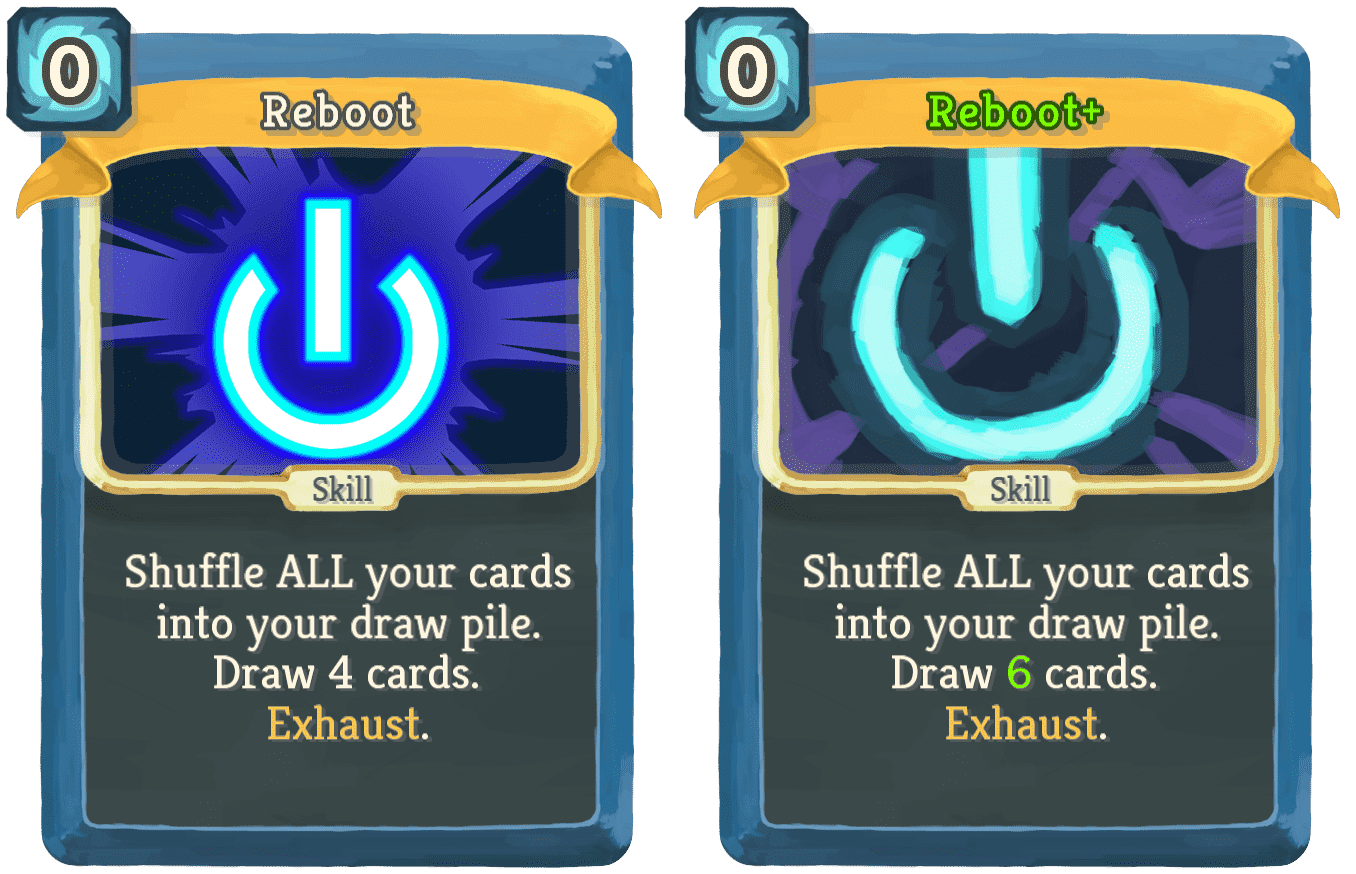 0
Reboot
Skill
Shuffle ALL your cards
into your draw pile.
Draw 4 cards.
Exhaust.
0
Reboot+
Skill
Shuffle ALL your cards
into your draw pile.
Draw 6 cards.
Exhaust.